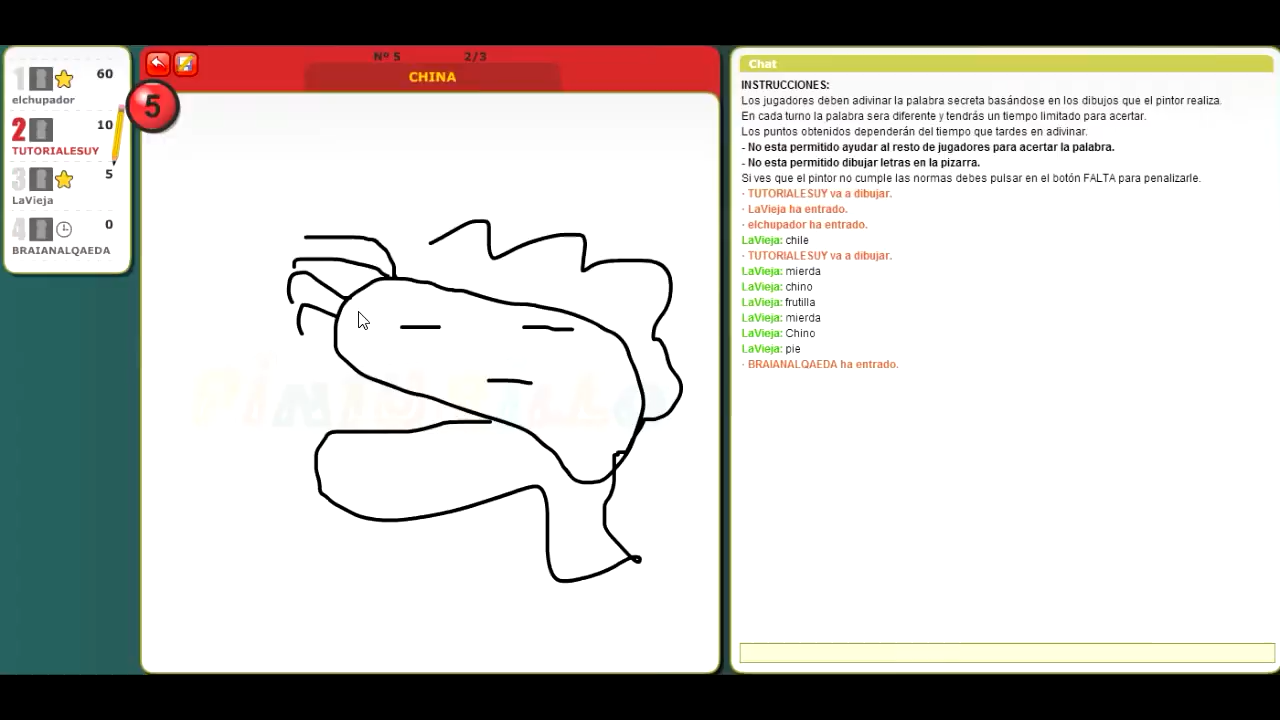 Nº 5 2/3
CHINA
1 60
elchupador
2 10
TUTORIALESUY
3 5
LaVieja
4 0
BRAIANALQAEDA
5
PINTURILLO
Chat
INSTRUCCIONES:
Los jugadores deben adivinar la palabra secreta basándose en los dibujos que el pintor realiza.
En cada turno la palabra sera diferente y tendrás un tiempo limitado para acertar.
Los puntos obtenidos dependerán del tiempo que tardes en adivinar.
- No esta permitido ayudar al resto de jugadores para acertar la palabra.
- No esta permitido dibujar letras en la pizarra.
Si ves que el pintor no cumple las normas debes pulsar en el botón FALTA para penalizarle.
· TUTORIALESUY va a dibujar.
· LaVieja ha entrado.
· elchupador ha entrado.
LaVieja: chile
· TUTORIALESUY va a dibujar.
LaVieja: mierda
LaVieja: chino
LaVieja: frutilla
LaVieja: mierda
LaVieja: Chino
LaVieja: pie
· BRAIANALQAEDA ha entrado.